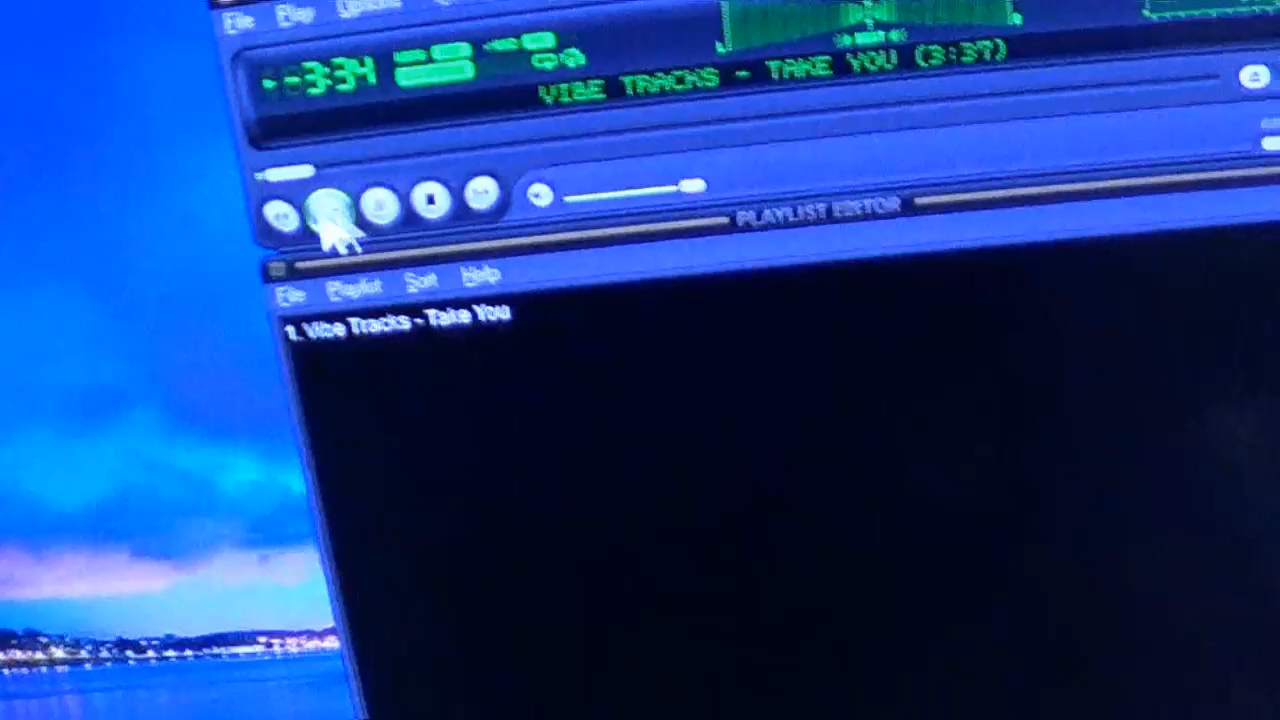 File Play Options
-3:34
VIBE TRACKS - TAKE YOU (3:37)
PLAYLIST EDITOR
File Playlist Sort Help
1. Vibe Tracks - Take You